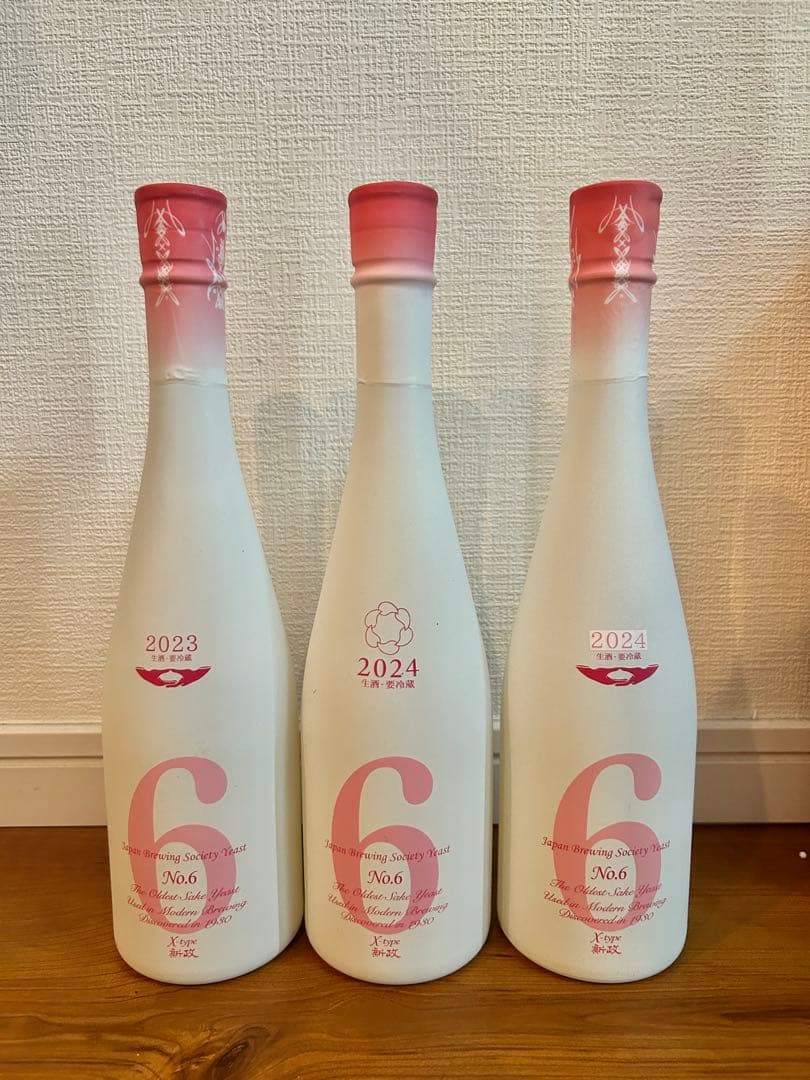 2023
生酒・要冷蔵
6
Japan Brewing Society Yeast
No.6
The Oldest Sake Yeast
Used in Modern Brewing
Discovered in 1930
X-type
新政
2024
生酒・要冷蔵
6
Japan Brewing Society Yeast
No.6
The Oldest Sake Yeast
Used in Modern Brewing
Discovered in 1930
X-type
新政
2024
生酒・要冷蔵
6
Japan Brewing Society Yeast
No.6
The Oldest Sake Yeast
Used in Modern Brewing
Discovered in 1930
X-type
新政